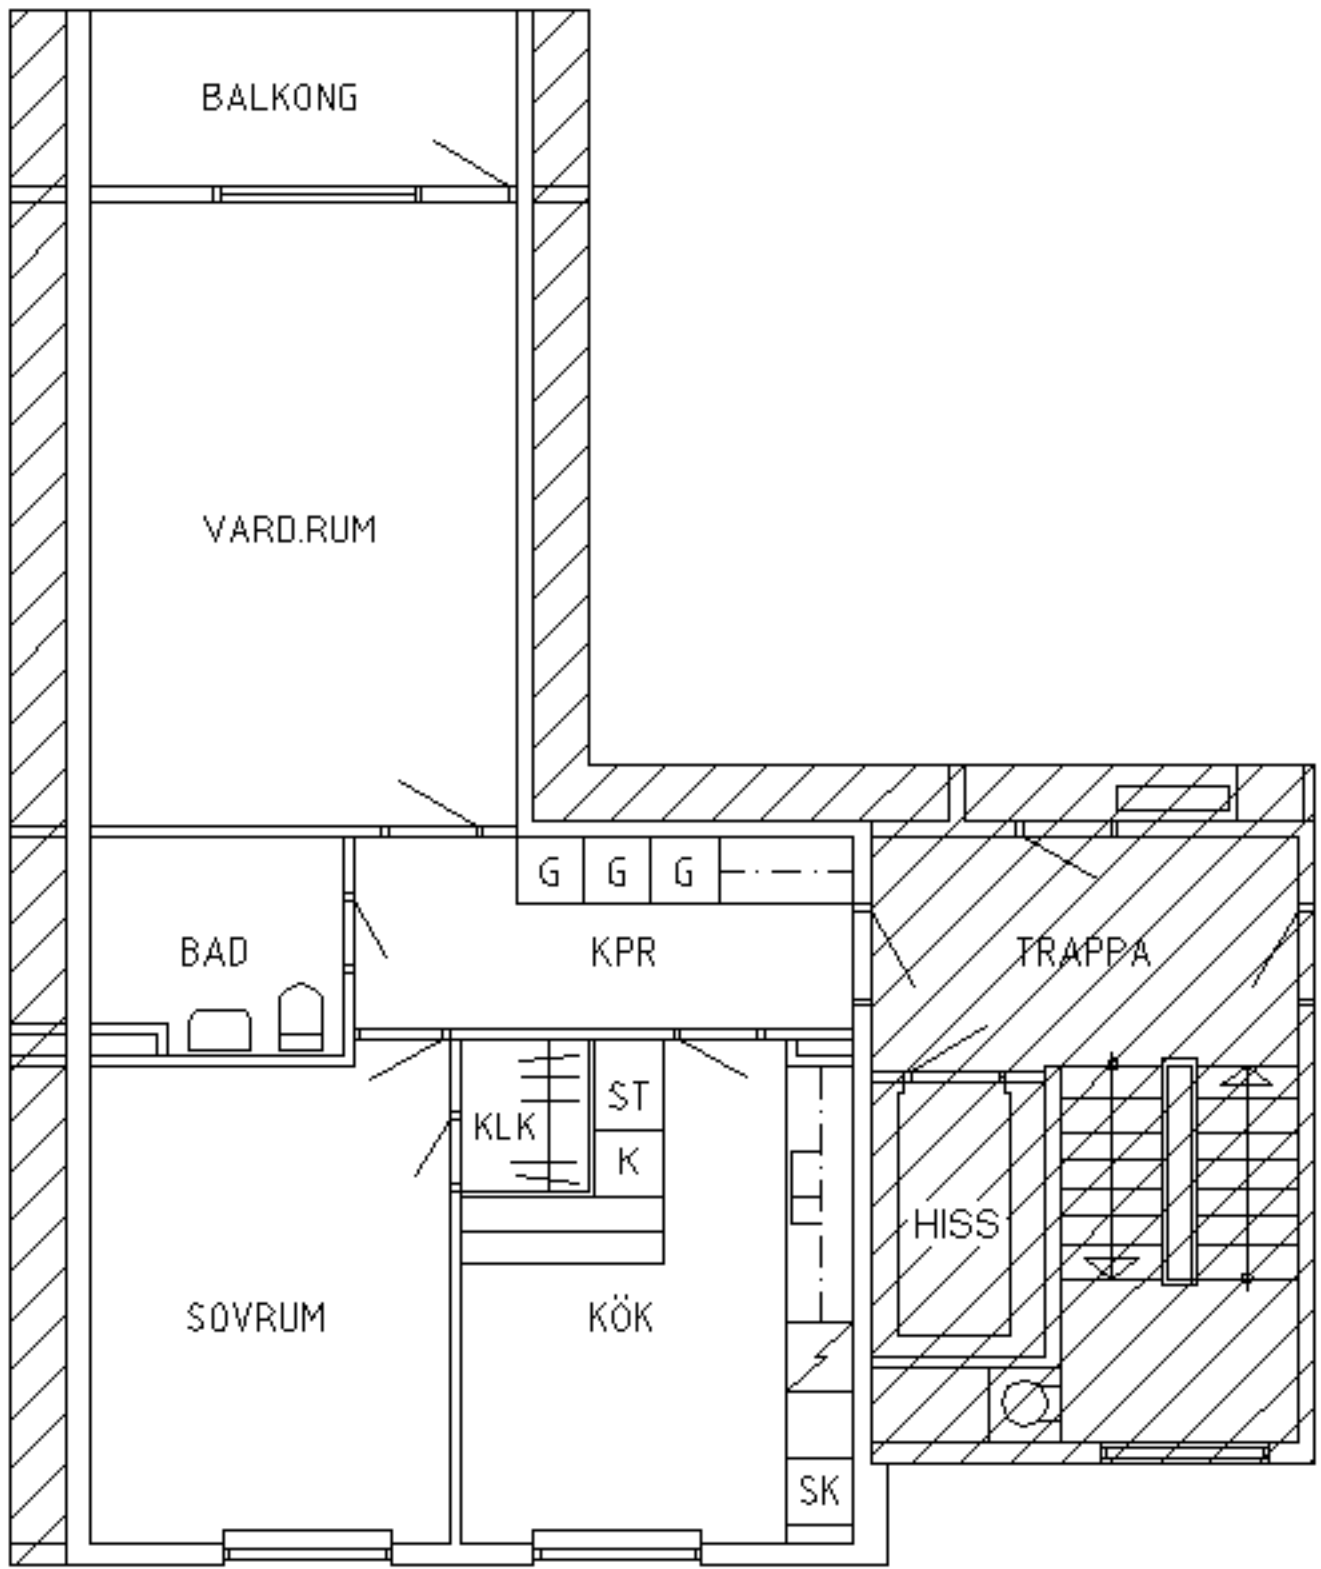 BALKONG
VARD.RUM
G G G
BAD
KPR
TRAPPA
ST
KLK
K
HISS
SOVRUM
KÖK
SK